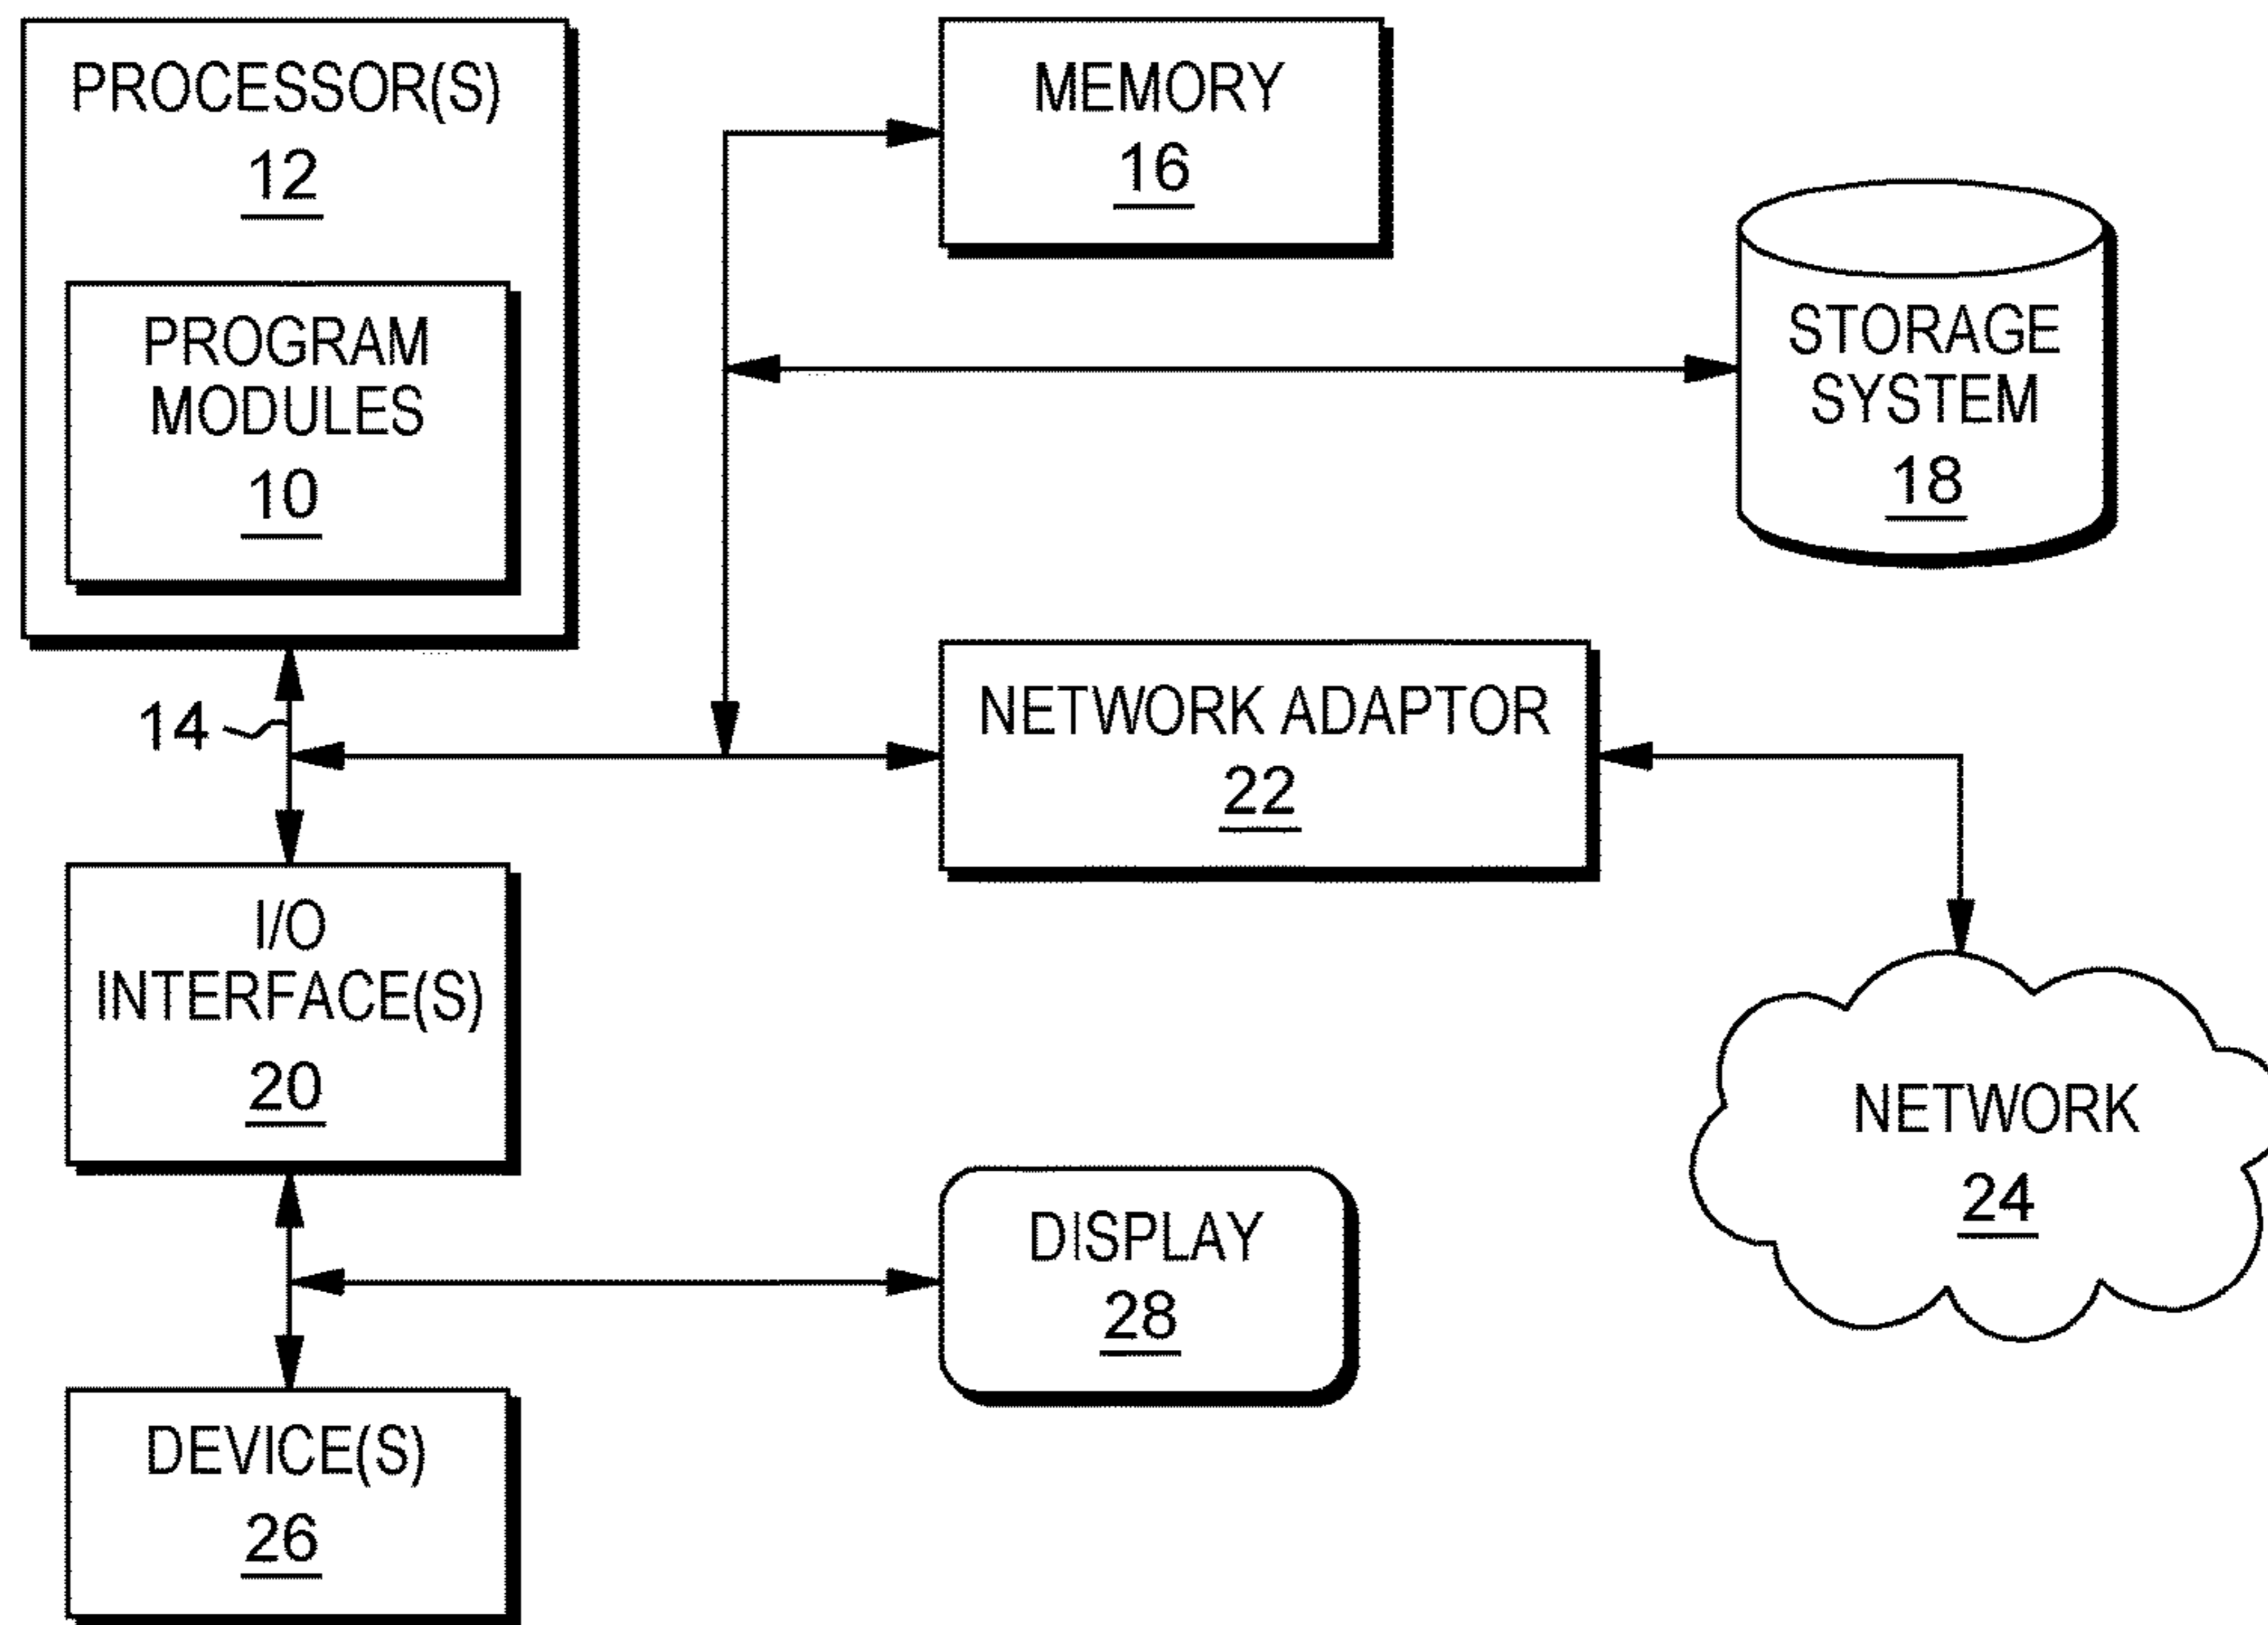 PROCESSOR(S)
12
PROGRAM
MODULES
10
MEMORY
16
STORAGE
SYSTEM
18
14
NETWORK ADAPTOR
22
I/O
INTERFACE(S)
20
NETWORK
24
DISPLAY
28
DEVICE(S)
26